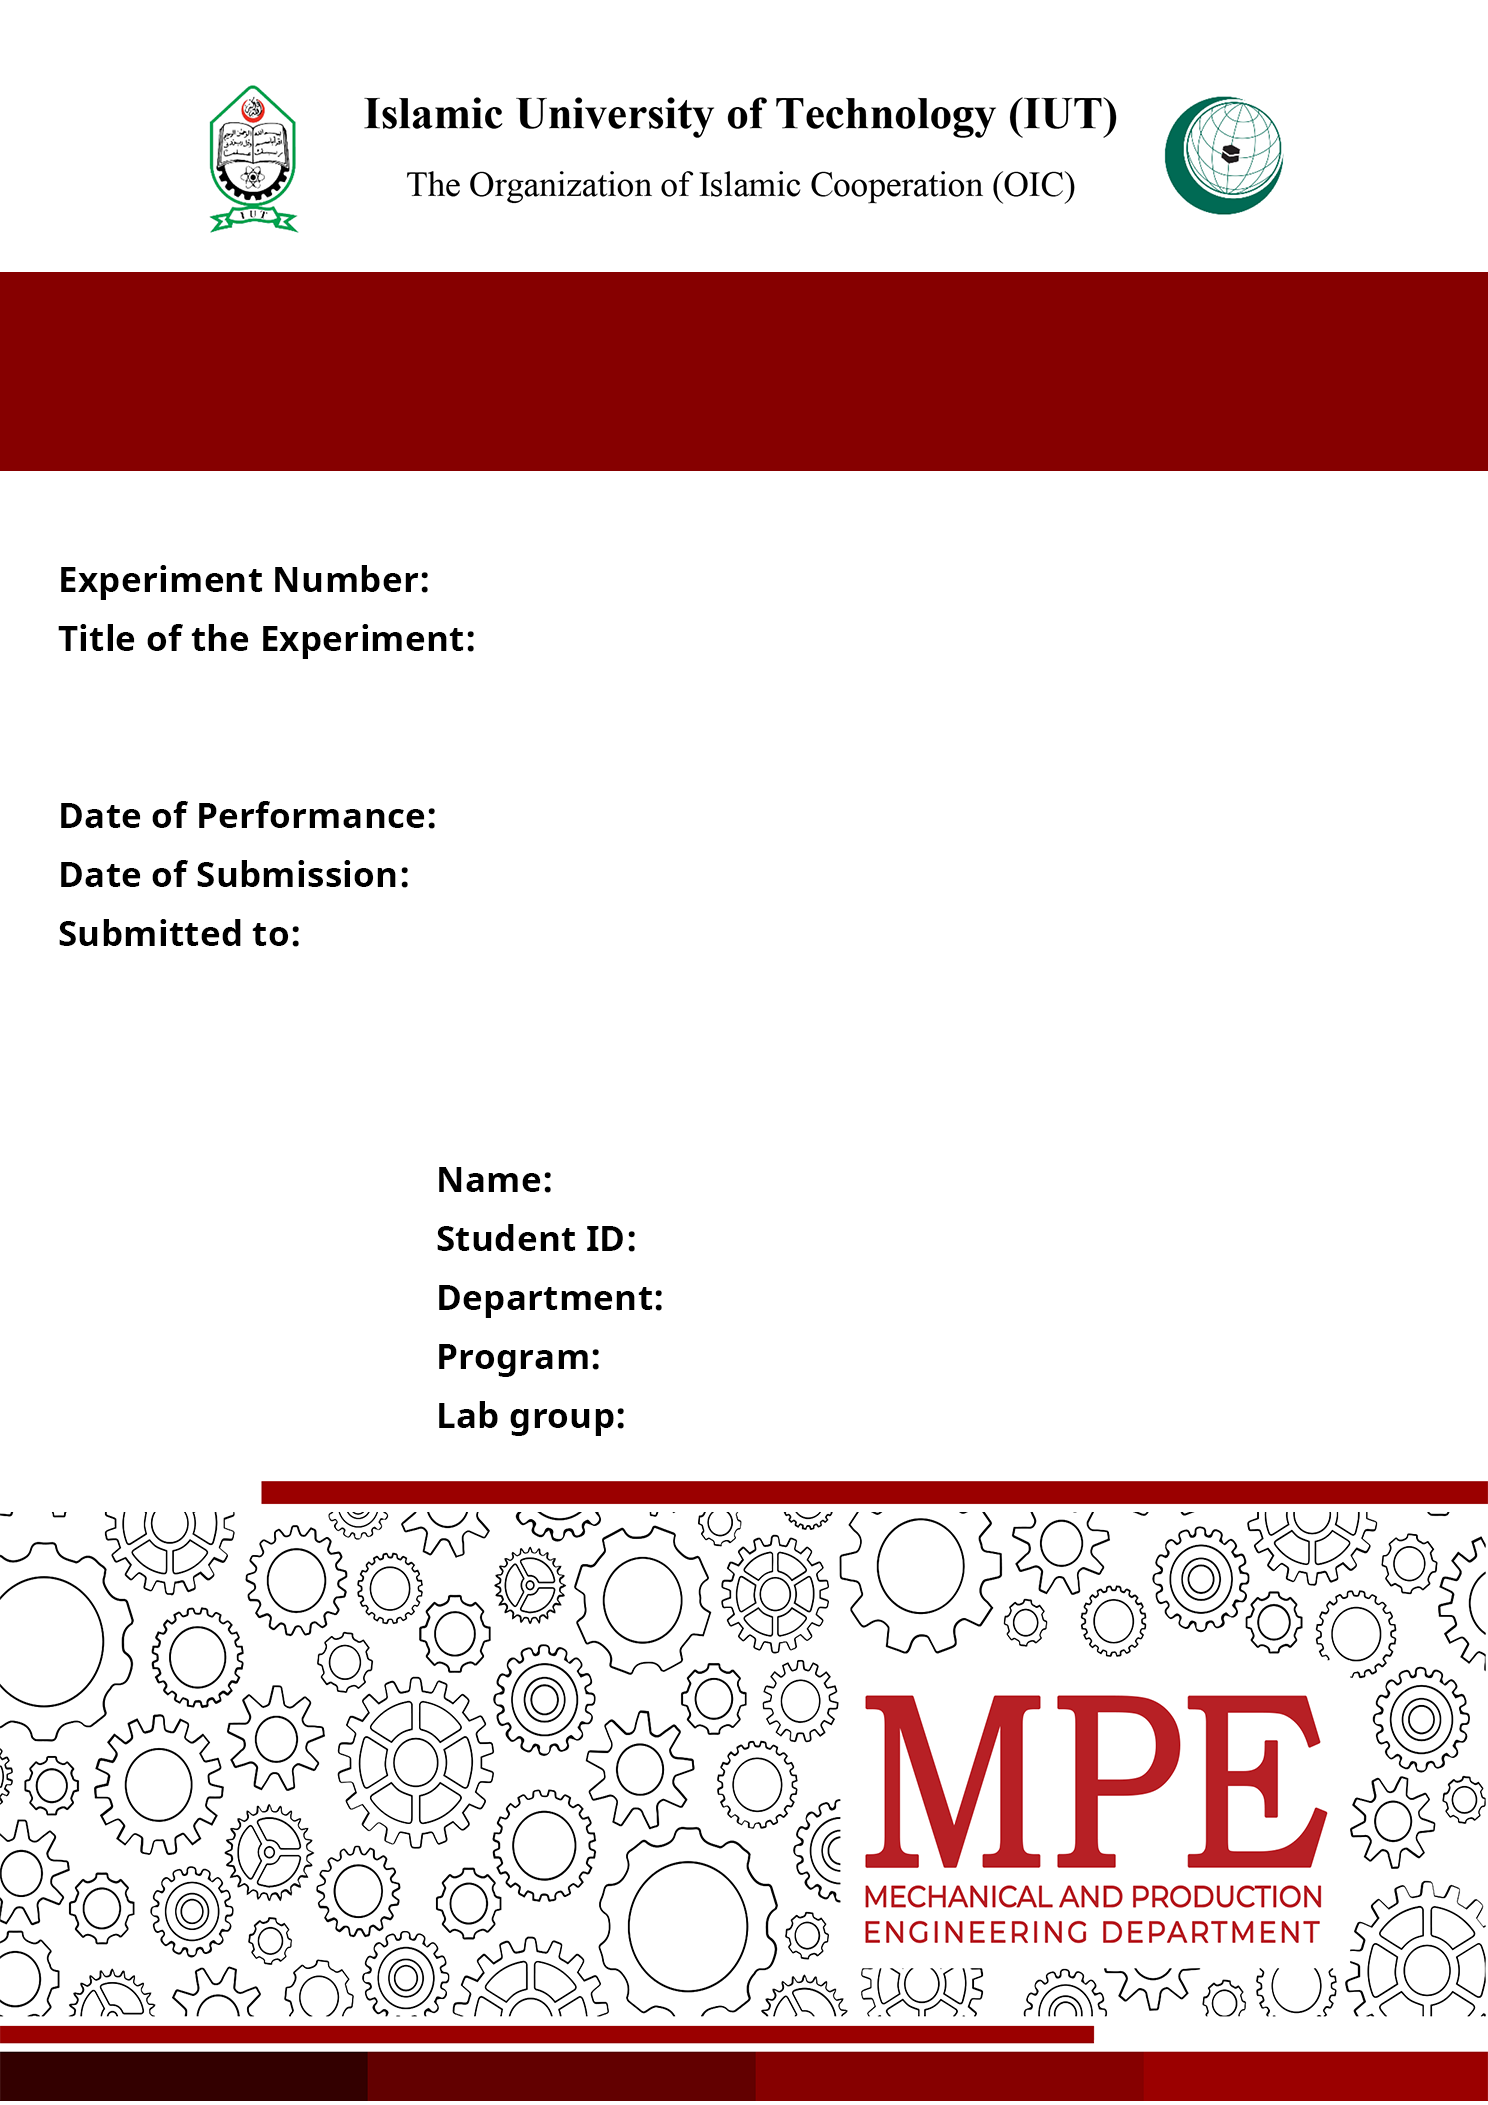 Islamic University of Technology (IUT)
The Organization of Islamic Cooperation (OIC)
IUT
Experiment Number:
Title of the Experiment:
Date of Performance:
Date of Submission:
Submitted to:
Name:
Student ID:
Department:
Program:
Lab group:
MPE
MECHANICAL AND PRODUCTION
ENGINEERING DEPARTMENT